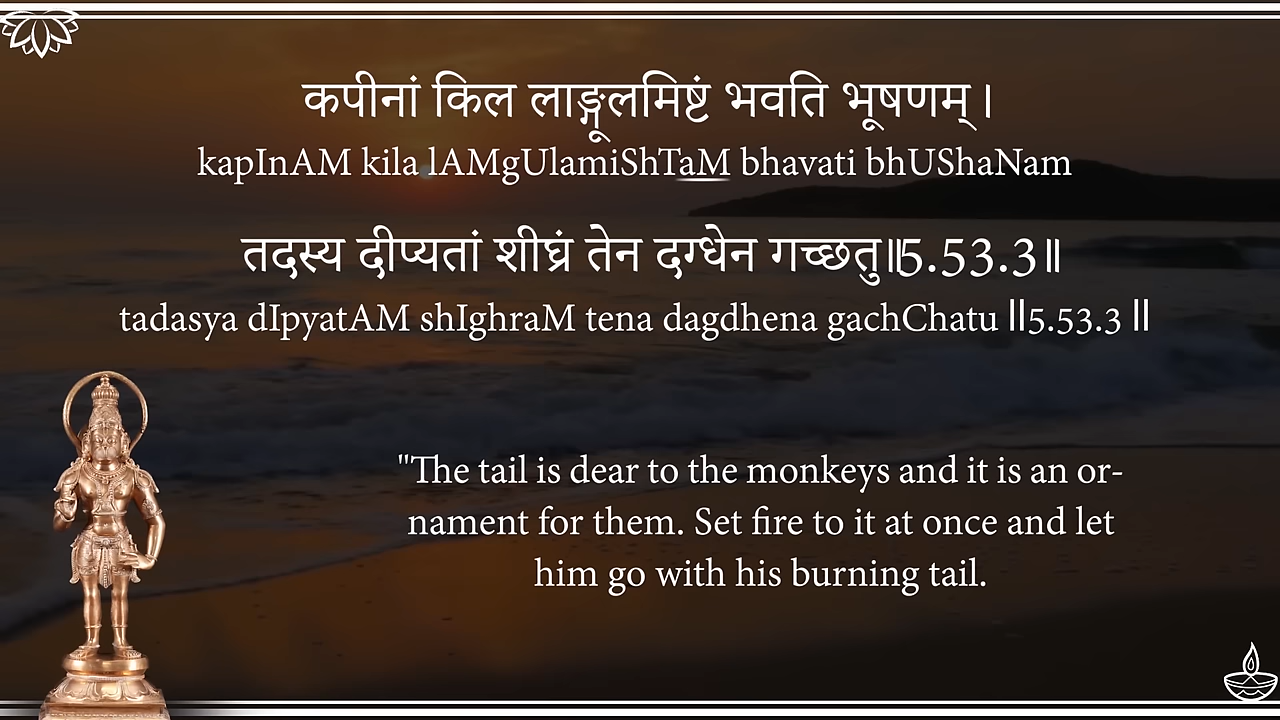 कपीनां किल लाङ्गूलमिष्टं भवति भूषणम् ।
kapInAM kila lAMgUlamiShTaM bhavati bhUShaNam
तदस्य दीप्यतां शीघ्रं तेन दग्धेन गच्छतु॥5.53.3॥
tadasya dIpyatAM shIghraM tena dagdhena gachChatu ॥5.53.3 ॥
"The tail is dear to the monkeys and it is an or-
nament for them. Set fire to it at once and let
him go with his burning tail.